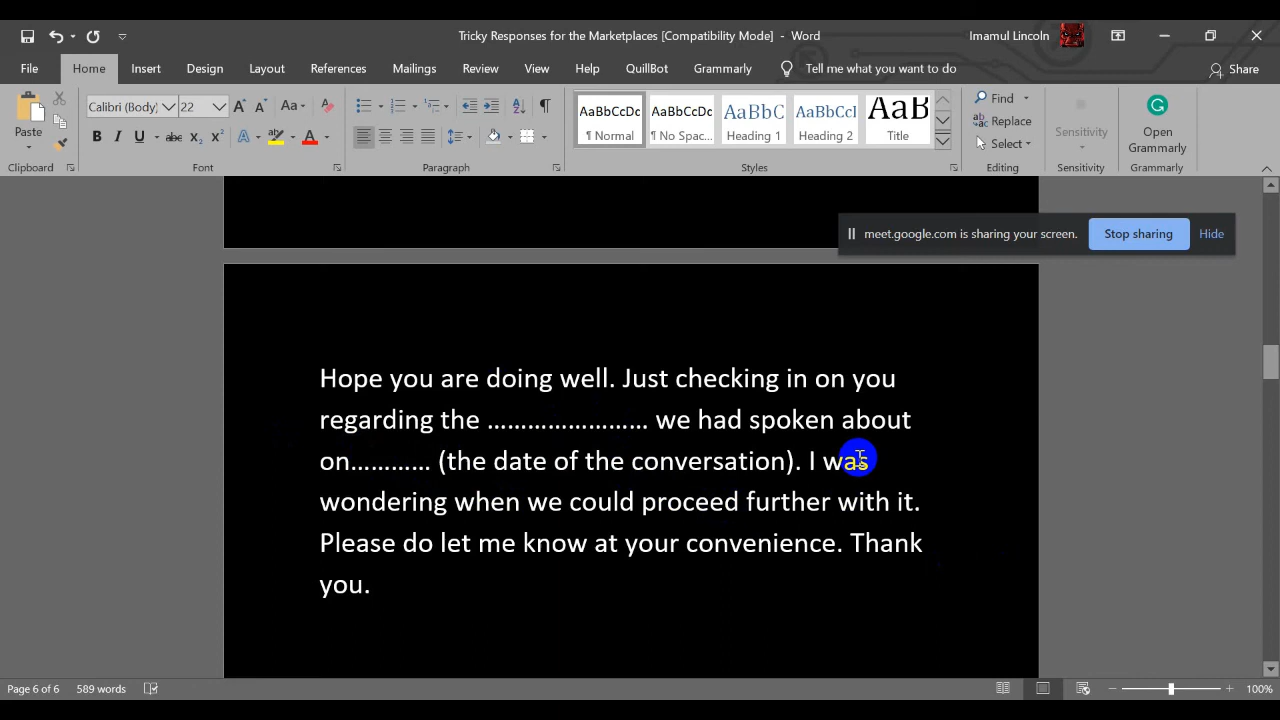 Tricky Responses for the Marketplaces [Compatibility Mode] - Word
Imamul Lincoln
File Home Insert Design Layout References Mailings Review View Help QuillBot Grammarly Tell me what you want to do Share
Calibri (Body) 22 Aa
AaBbCcDc AaBbCcDc AaBbC AaBbCcI AaB
¶ Normal ¶ No Spac... Heading 1 Heading 2 Title
Paste
Find
Replace
Select
Sensitivity
Open
Grammarly
Clipboard Font Paragraph Styles Editing Sensitivity Grammarly
meet.google.com is sharing your screen. Stop sharing Hide
Hope you are doing well. Just checking in on you
regarding the …………………… we had spoken about
on………… (the date of the conversation). I was
wondering when we could proceed further with it.
Please do let me know at your convenience. Thank
you.
Page 6 of 6 589 words 100%